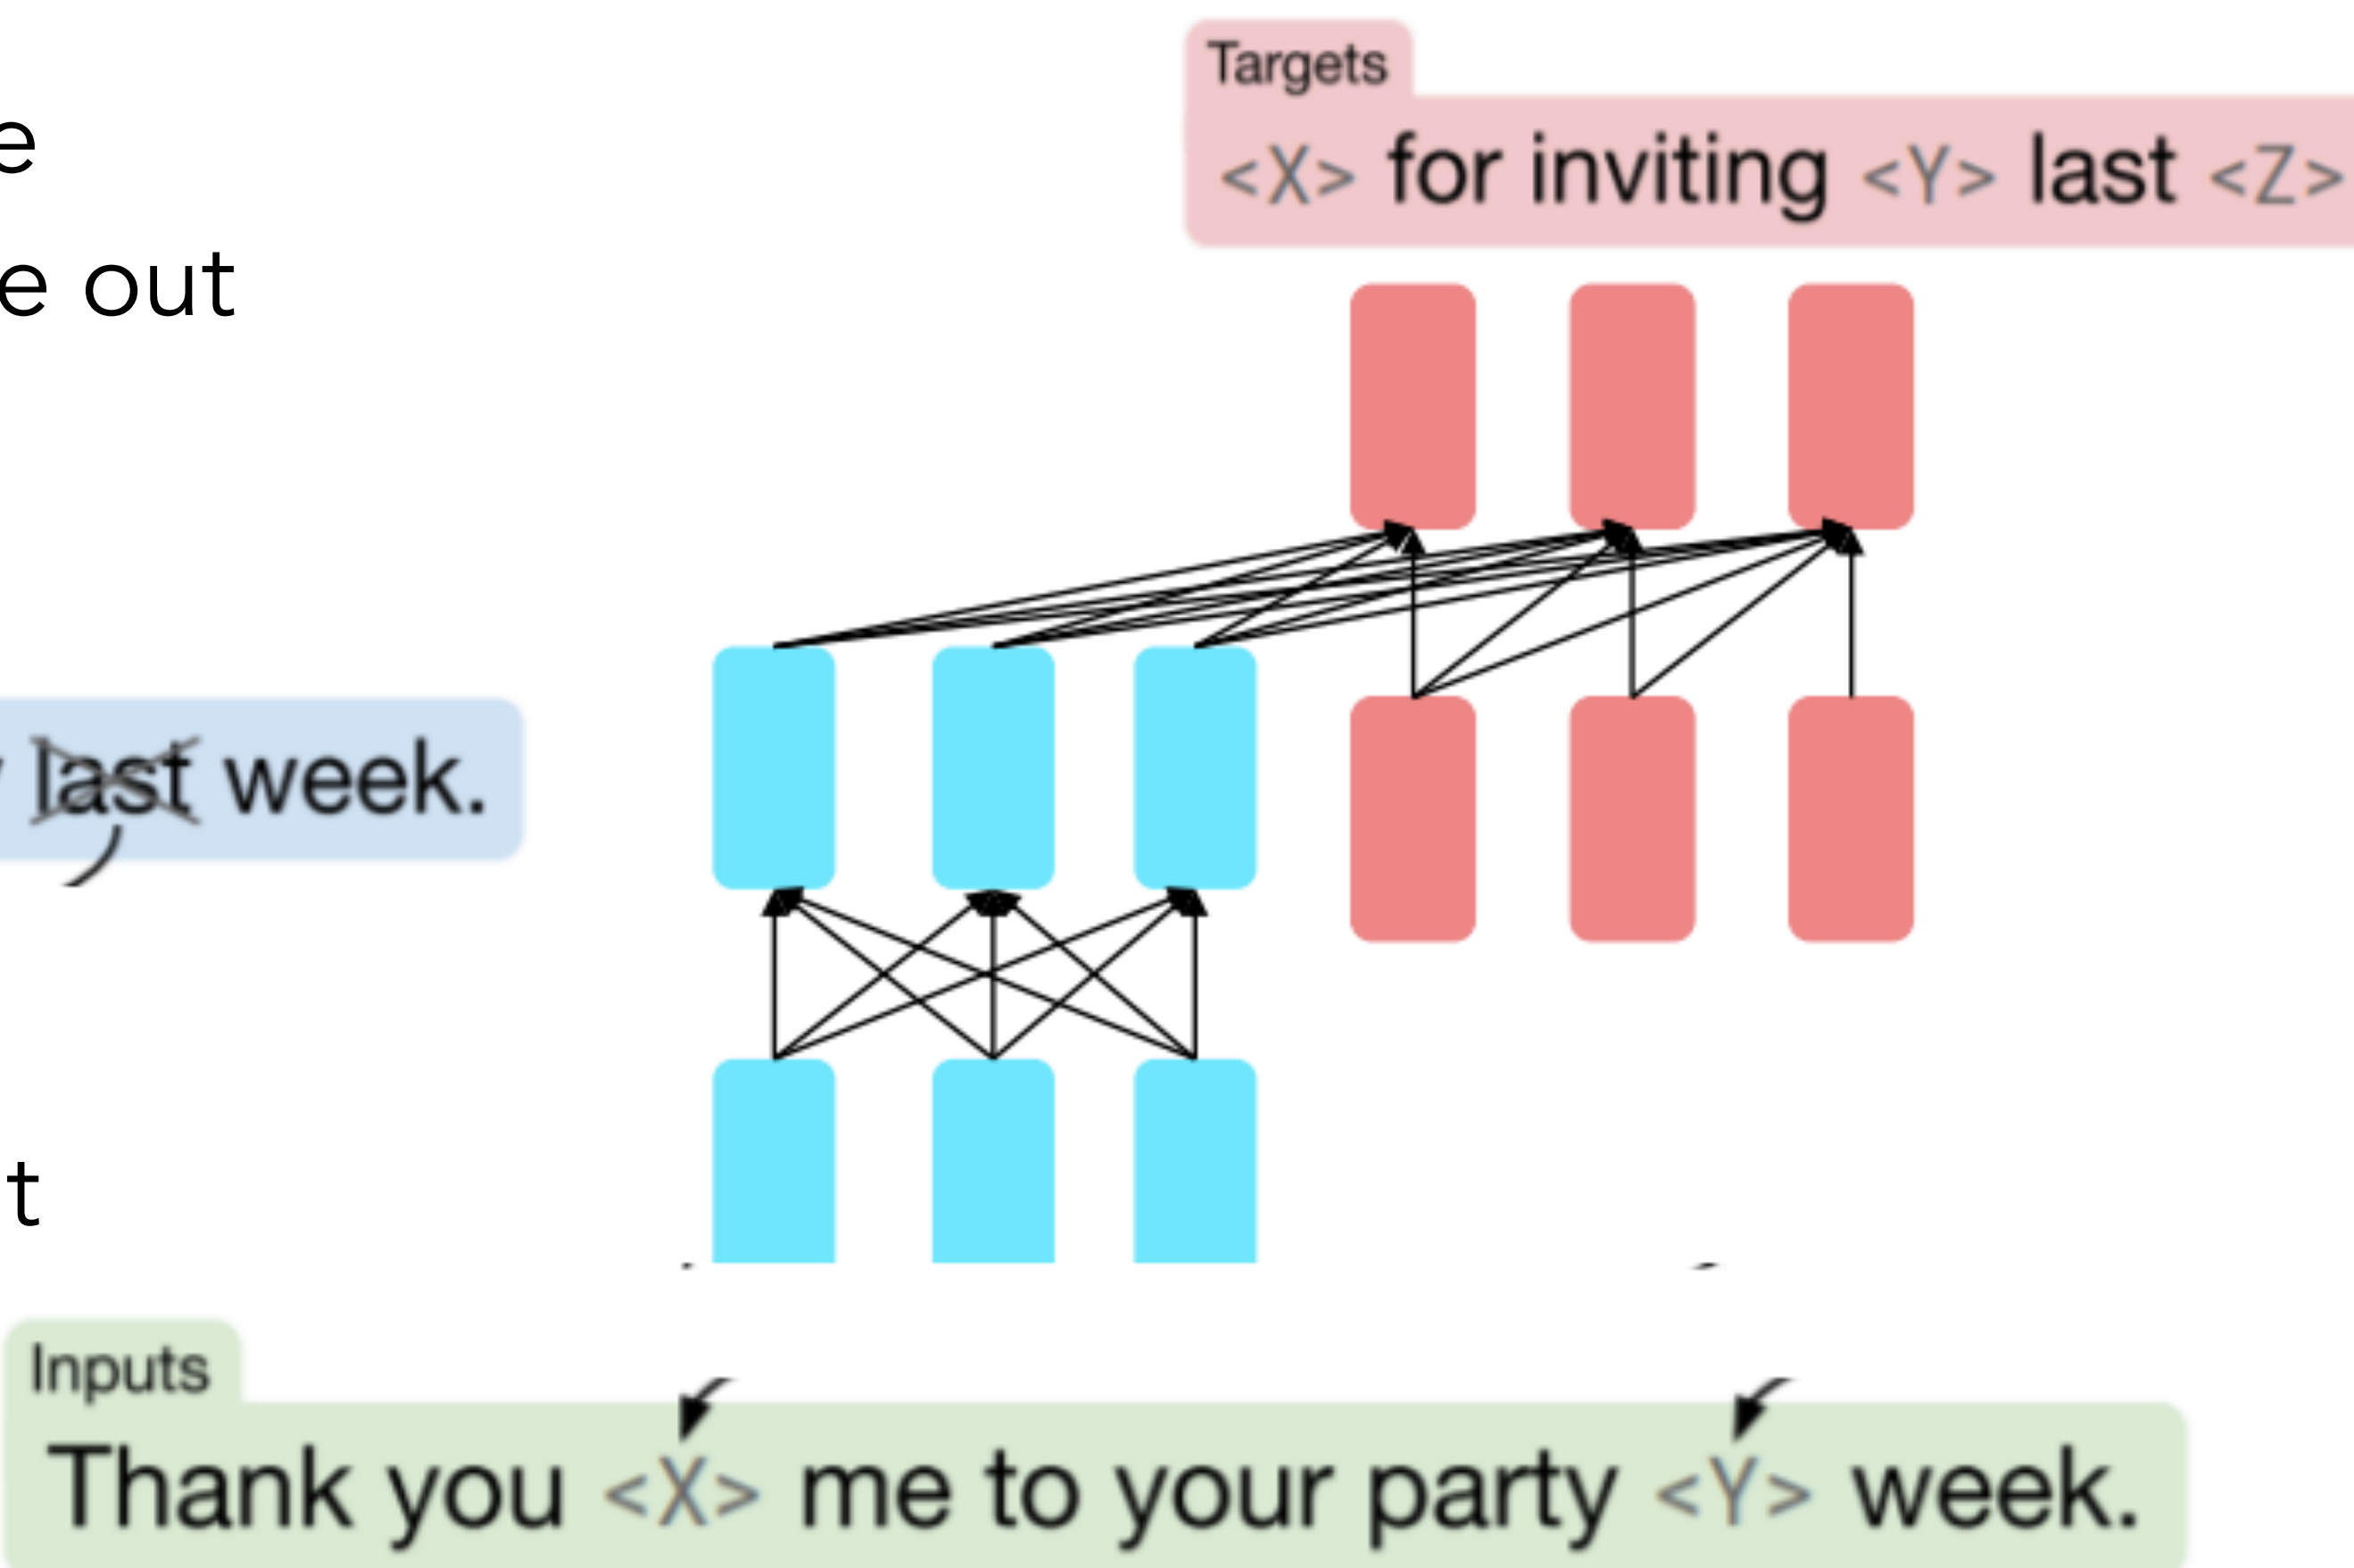 Targets
<X> for inviting <Y> last <Z>
e
e out
last week.
t
Inputs
Thank you <X> me to your party <Y> week.